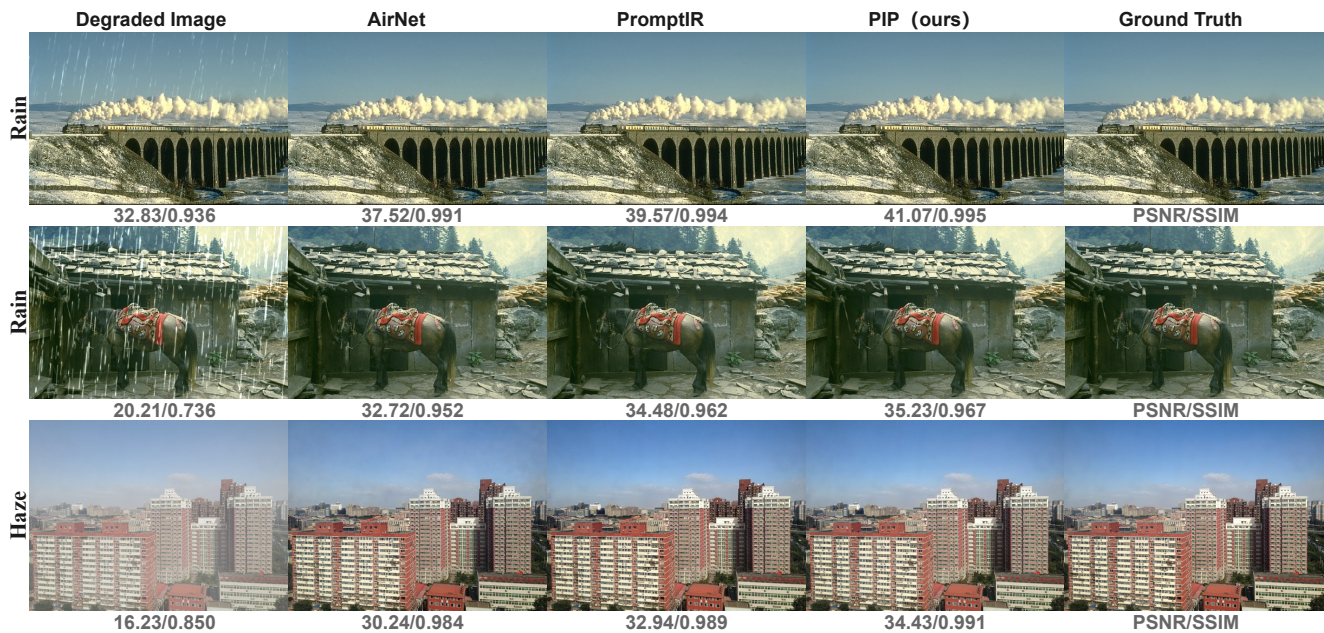 Degraded Image AirNet PromptIR PIP (ours) Ground Truth
Rain
32.83/0.936 37.52/0.991 39.57/0.994 41.07/0.995 PSNR/SSIM
Rain
20.21/0.736 32.72/0.952 34.48/0.962 35.23/0.967 PSNR/SSIM
Haze
16.23/0.850 30.24/0.984 32.94/0.989 34.43/0.991 PSNR/SSIM